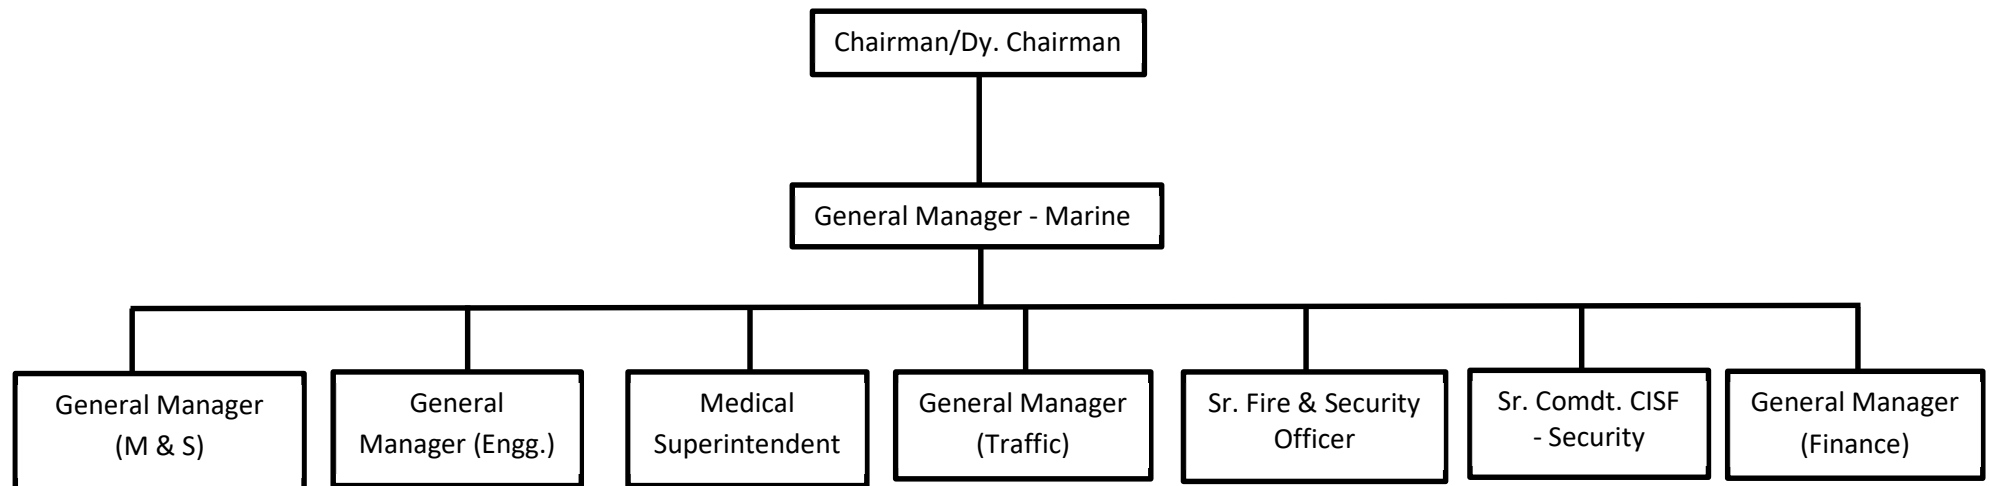 Chairman/Dy. Chairman
General Manager - Marine
General Manager
(M & S)
General
Manager (Engg.)
Medical
Superintendent
General Manager
(Traffic)
Sr. Fire & Security
Officer
Sr. Comdt. CISF
- Security
General Manager
(Finance)